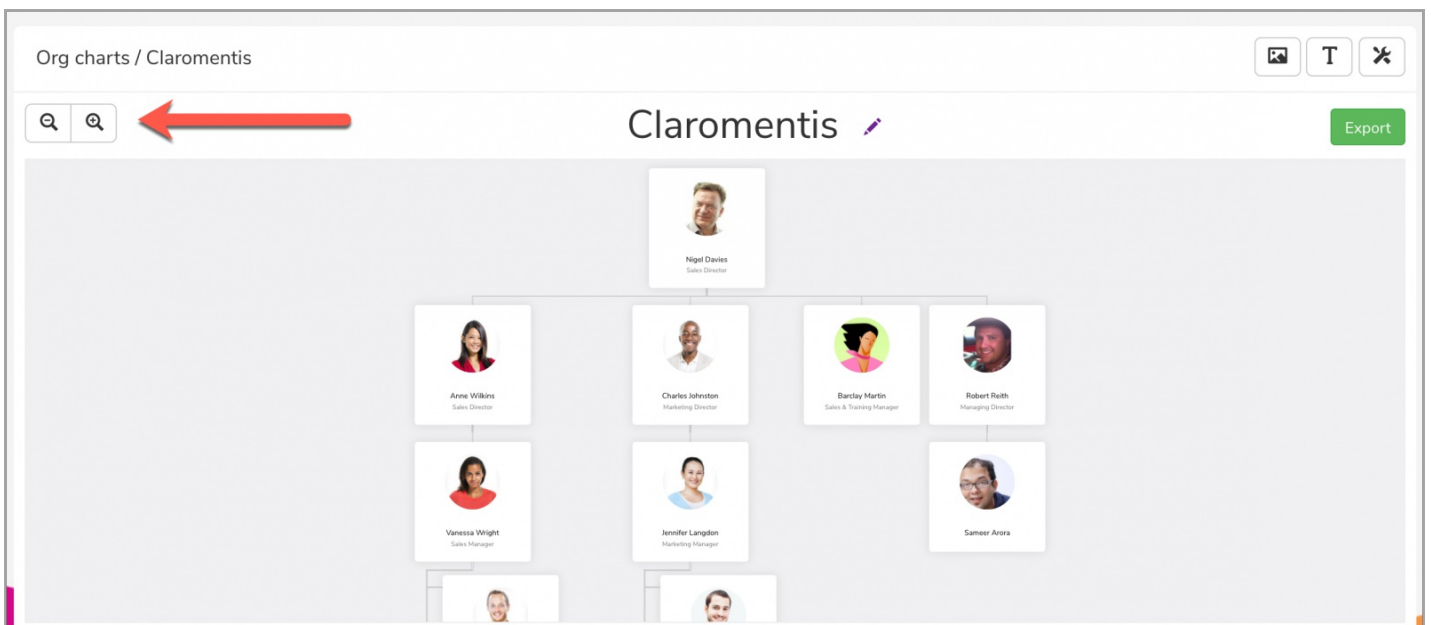 Org charts / Claromentis
T
Claromentis
Export
Nigel Davies
Sales Director
Anne Wilkins
Sales Director
Charles Johnston
Marketing Director
Barclay Martin
Sales & Training Manager
Robert Reith
Managing Director
Vanessa Wright
Sales Manager
Jennifer Langdon
Marketing Manager
Sameer Arora